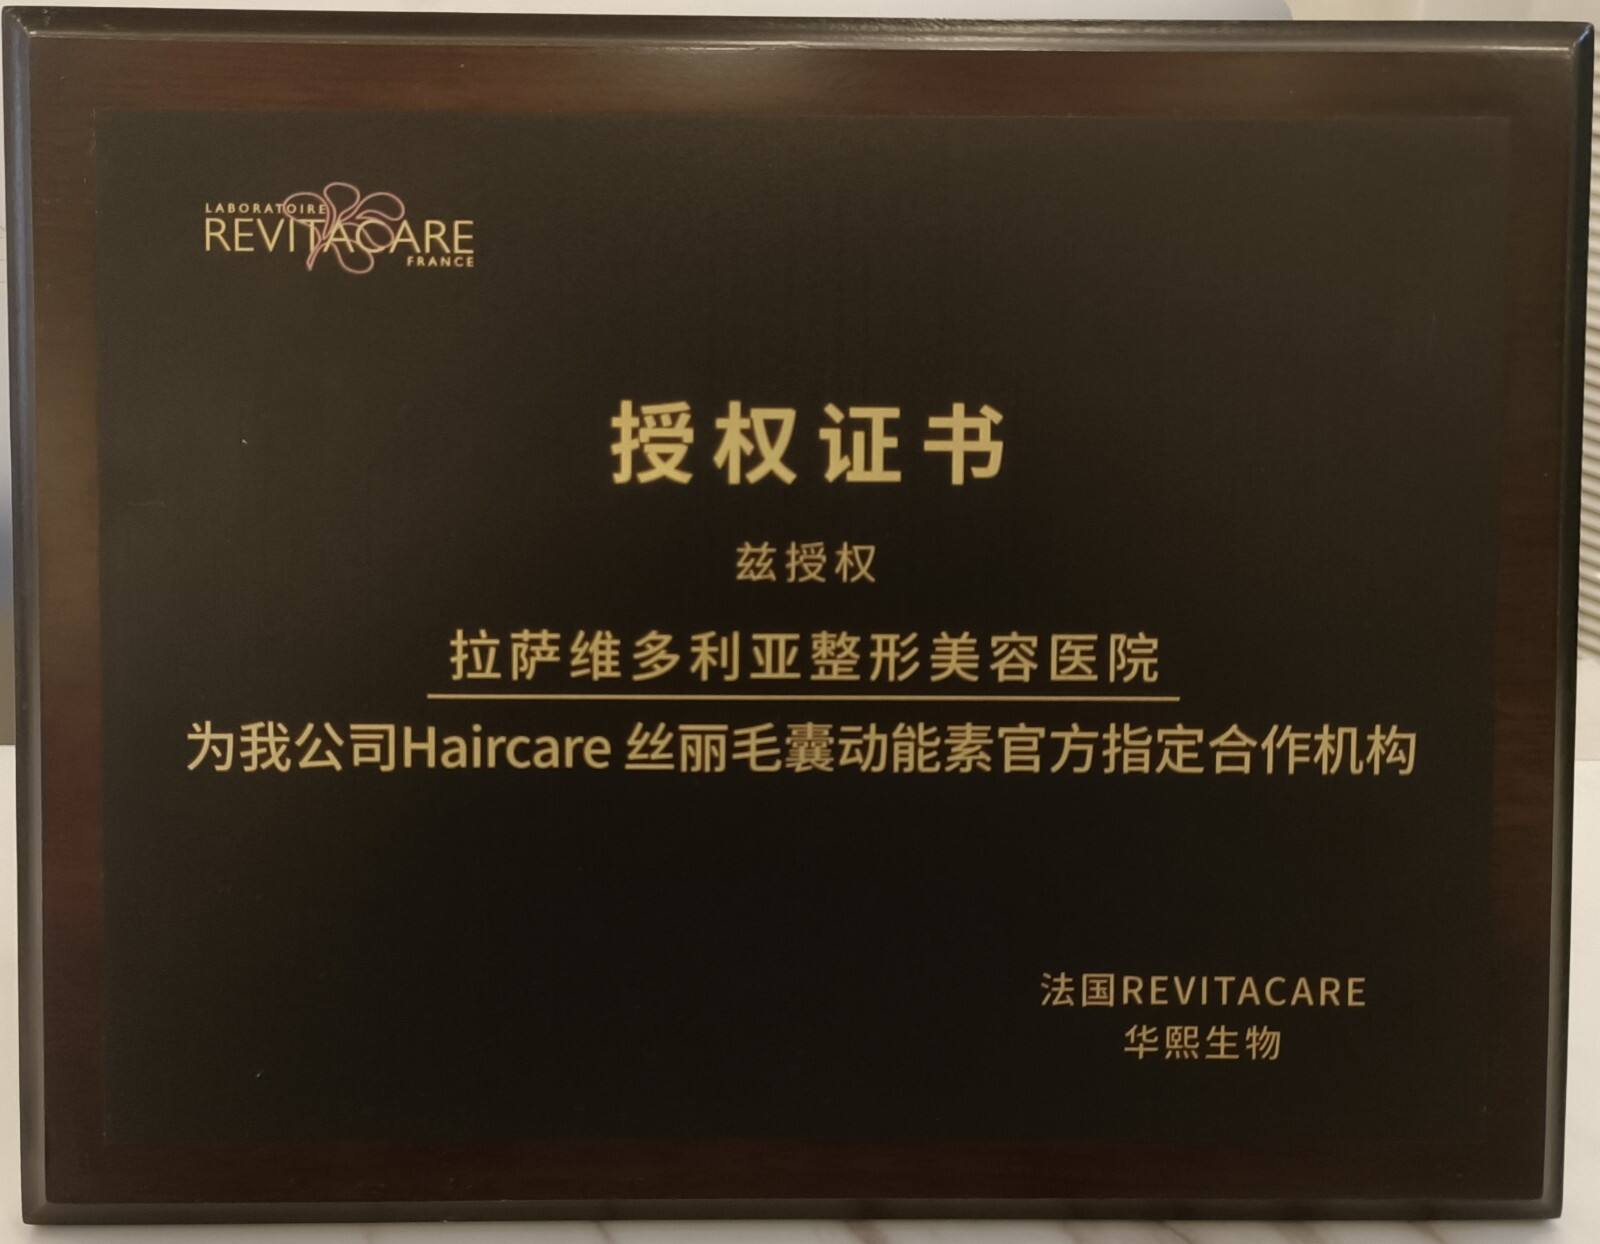 LABORATOIRE
REVITACARE
FRANCE
授权证书
兹授权
拉萨维多利亚整形美容医院
为我公司Haircare 丝丽毛囊动能素官方指定合作机构
法国REVITACARE
华熙生物